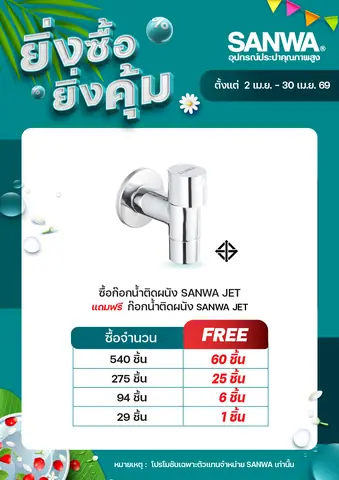 ยิ่งซื้อ
ยิ่งคุ้ม
SANWA®
อุปกรณ์ประปาคุณภาพสูง
ตั้งแต่ 2 เม.ย. - 30 เม.ย. 69
ซื้อก๊อกน้ำติดผนัง SANWA JET
แถมฟรี ก๊อกน้ำติดผนัง SANWA JET
ซื้อจำนวน FREE
540 ชิ้น 60 ชิ้น
275 ชิ้น 25 ชิ้น
94 ชิ้น 6 ชิ้น
29 ชิ้น 1 ชิ้น
หมายเหตุ : โปรโมชันเฉพาะตัวแทนจำหน่าย SANWA เท่านั้น